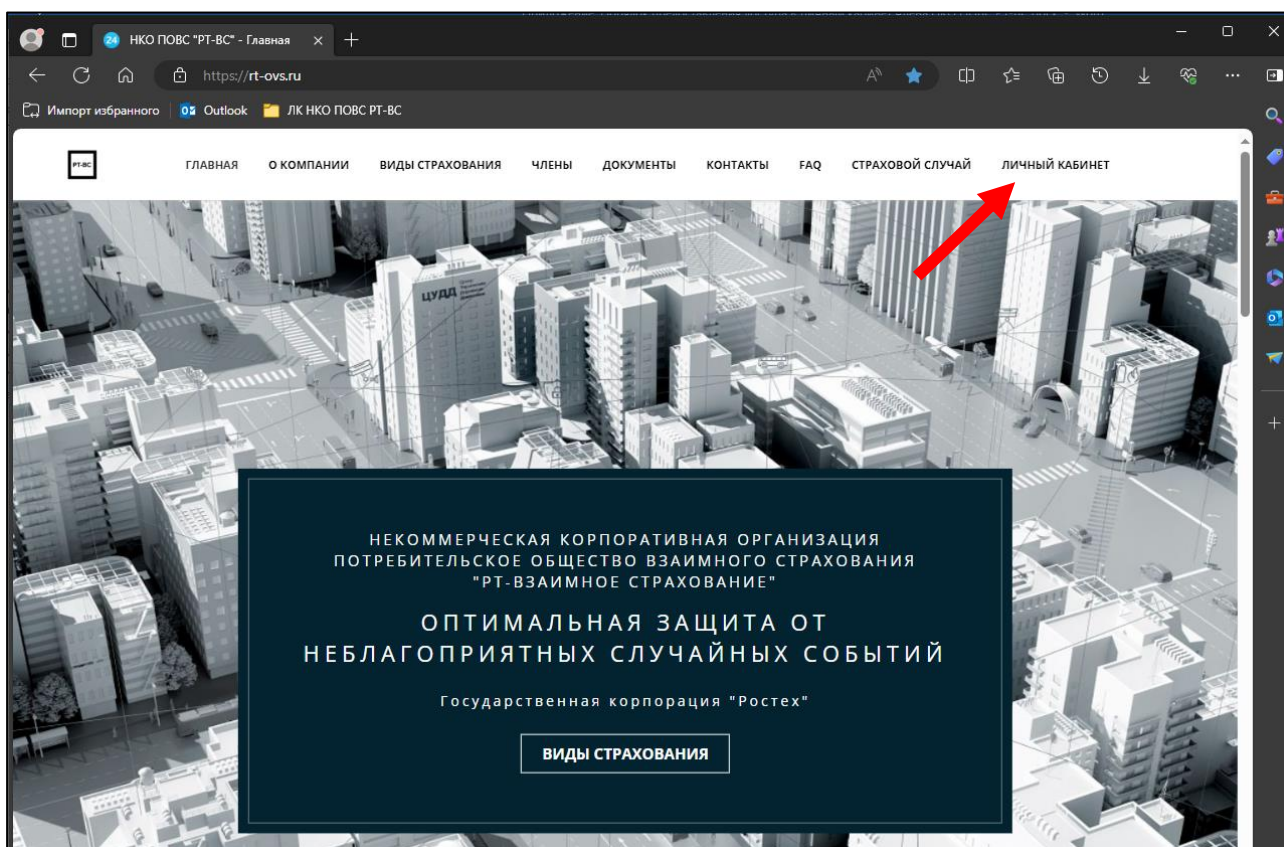 НКО ПОВС "РТ-ВС" - Главная
https://rt-ovs.ru
Импорт избранного
Outlook
ЛК НКО ПОВС РТ-ВС
РТ-ВС
ГЛАВНАЯ
О КОМПАНИИ
ВИДЫ СТРАХОВАНИЯ
ЧЛЕНЫ
ДОКУМЕНТЫ
КОНТАКТЫ
FAQ
СТРАХОВОЙ СЛУЧАЙ
ЛИЧНЫЙ КАБИНЕТ
ЦУДД
НЕКОММЕРЧЕСКАЯ КОРПОРАТИВНАЯ ОРГАНИЗАЦИЯ
ПОТРЕБИТЕЛЬСКОЕ ОБЩЕСТВО ВЗАИМНОГО СТРАХОВАНИЯ
"РТ-ВЗАИМНОЕ СТРАХОВАНИЕ"
ОПТИМАЛЬНАЯ ЗАЩИТА ОТ
НЕБЛАГОПРИЯТНЫХ СЛУЧАЙНЫХ СОБЫТИЙ
Государственная корпорация "Ростех"
ВИДЫ СТРАХОВАНИЯ